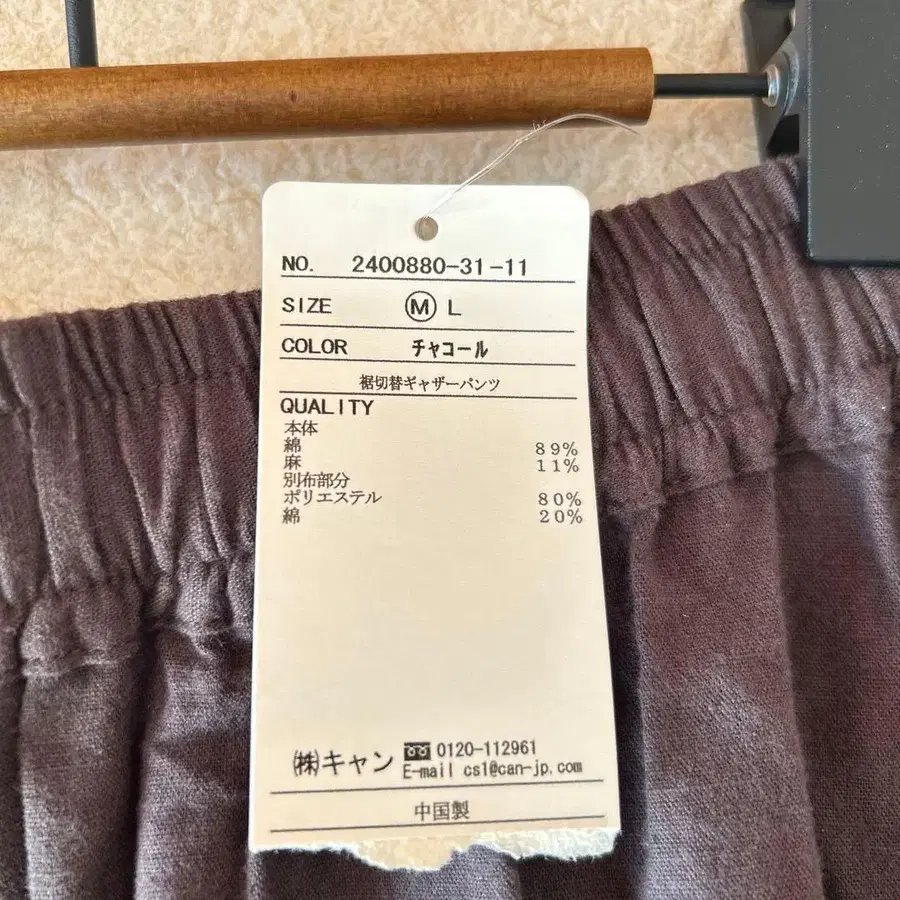 NO. 2400880-31-11
SIZE Ⓜ L
COLOR チャコール
裾切替ギャザーパンツ
QUALITY
本体
綿 89%
麻 11%
別布部分
ポリエステル 80%
綿 20%
㈱キャン 0120-112961
E-mail cs1@can-jp.com
中国製